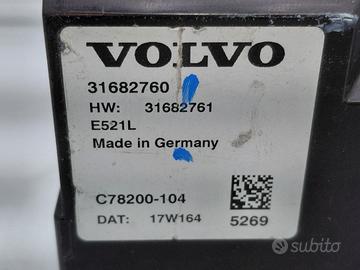 VOLVO
31682760
HW: 31682761
E521L
Made in Germany
C78200-104
DAT: 17W164
5269
subito